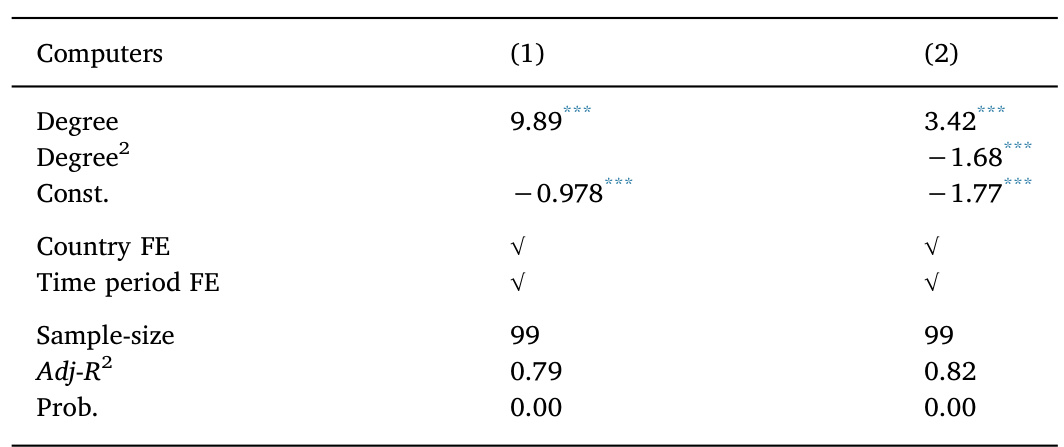 Computers (1) (2)
Degree 9.89*** 3.42***
Degree² −1.68***
Const. −0.978*** −1.77***
Country FE √ √
Time period FE √ √
Sample-size 99 99
Adj-R² 0.79 0.82
Prob. 0.00 0.00